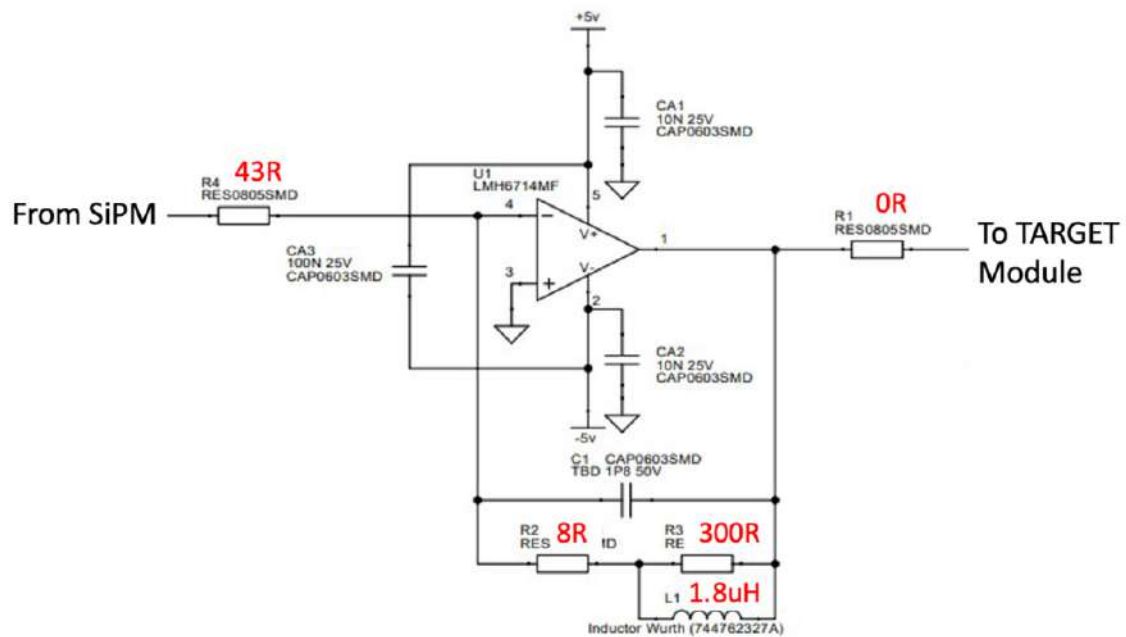 +5v
CA1
10N 25V
CAP0603SMD
43R
R4
RES0805SMD
U1
LMH6714MF
5
From SiPM
4
V+
1
0R
R1
RES0805SMD
To TARGET
Module
CA3
100N 25V
CAP0603SMD
3
V-
2
CA2
10N 25V
CAP0603SMD
-5v
C1 CAP0603SMD
TBD 1P8 50V
R2 8R
RES MD
R3 300R
RE
L1 1.8uH
Inductor Wurth (744762327A)